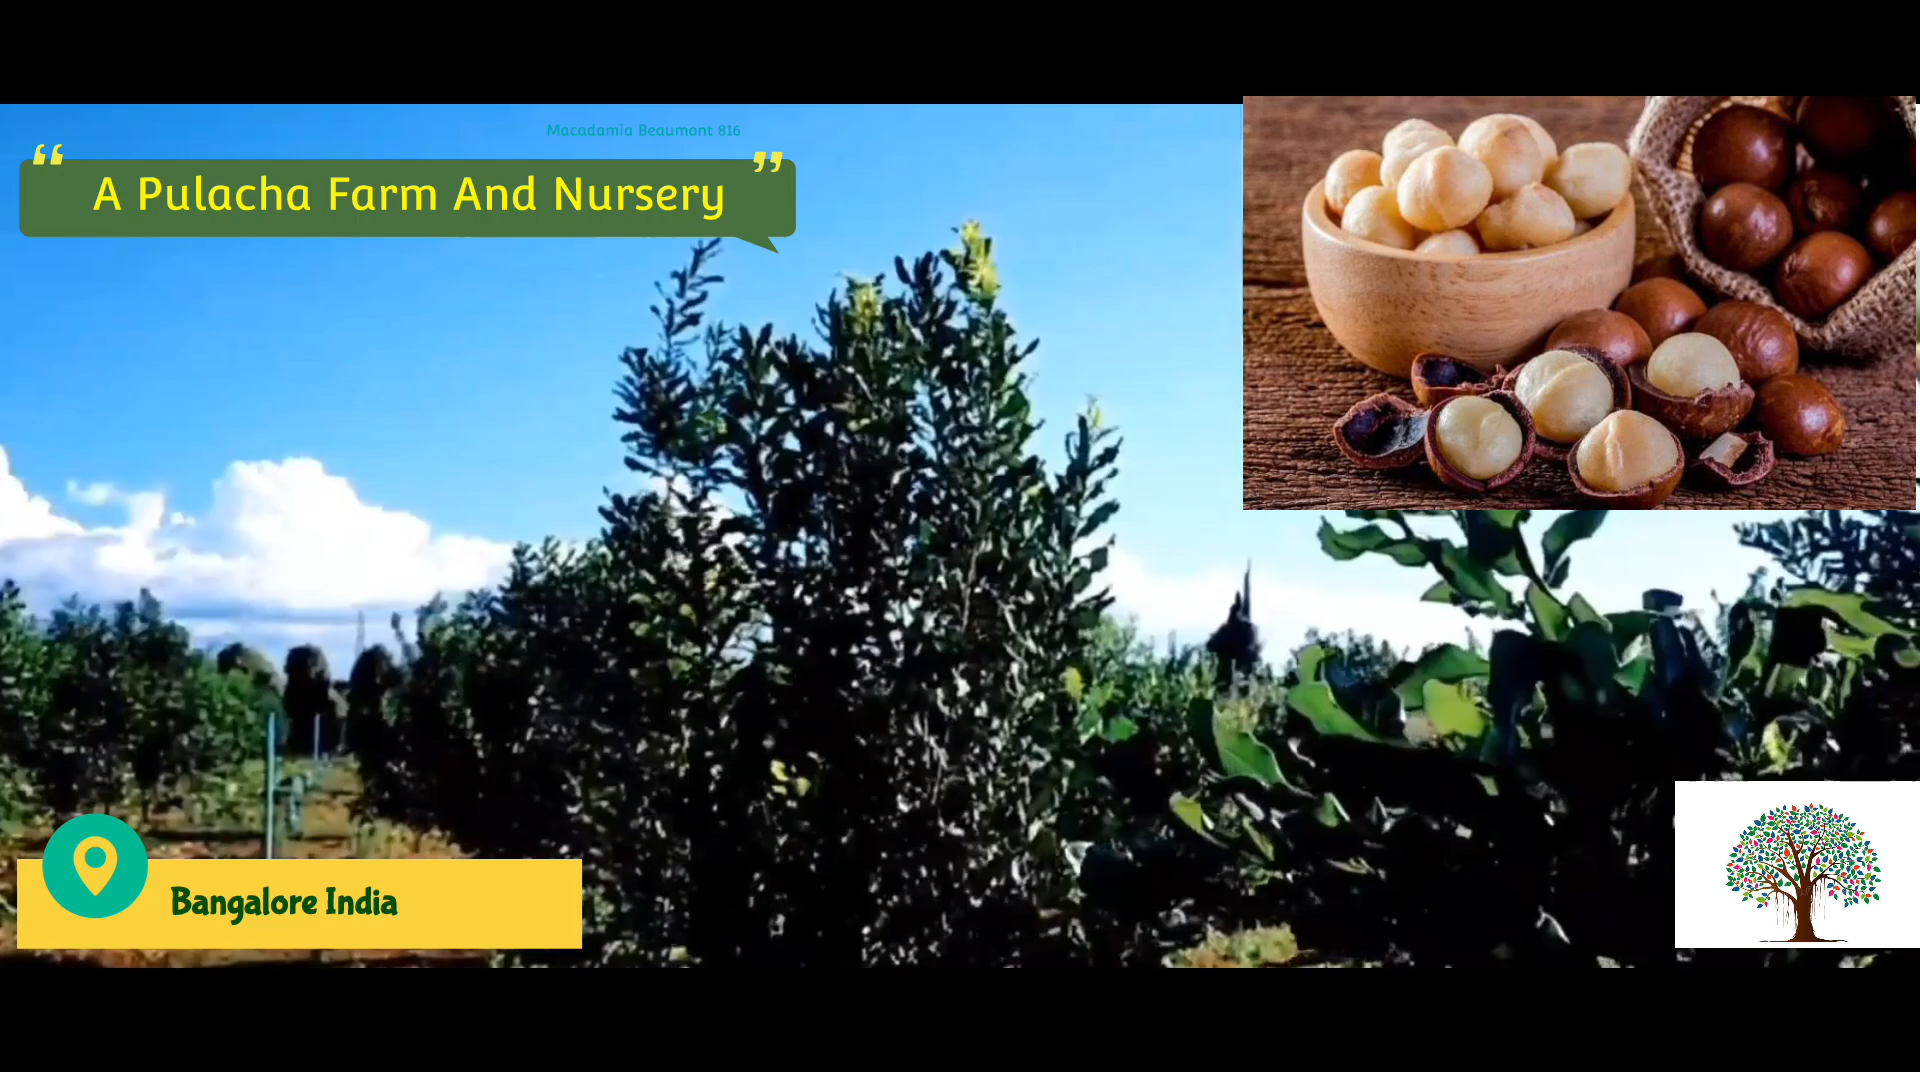 Macadamia Beaumont 816
“ A Pulacha Farm And Nursery ”
Bangalore India